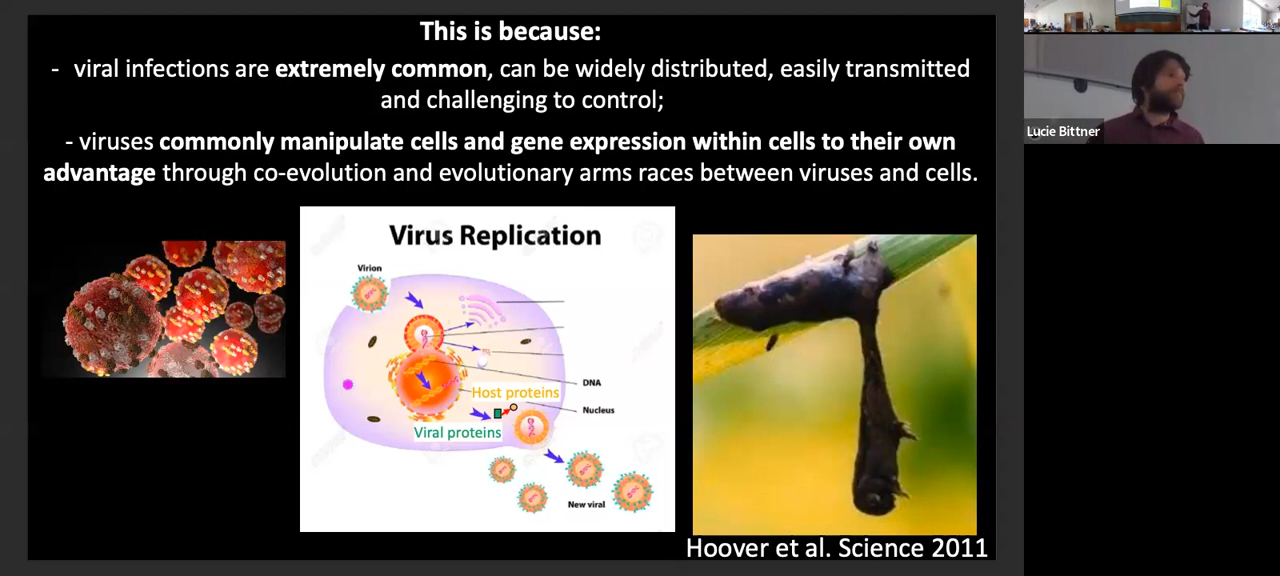 This is because:
- viral infections are extremely common, can be widely distributed, easily transmitted
and challenging to control;
- viruses commonly manipulate cells and gene expression within cells to their own
advantage through co-evolution and evolutionary arms races between viruses and cells.
Virus Replication
Virion
DNA
Host proteins
Nucleus
Viral proteins
New viral
Hoover et al. Science 2011
Lucie Bittner